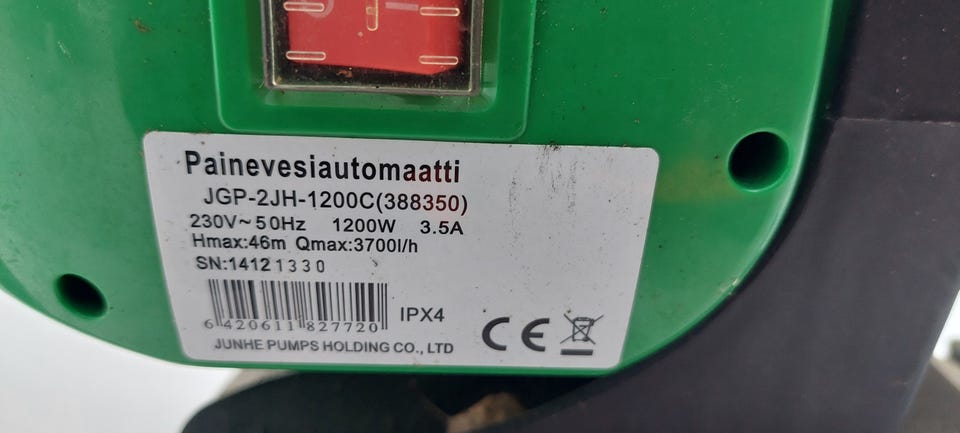 Painevesiautomaatti
JGP-2JH-1200C(388350)
230V~50Hz 1200W 3.5A
Hmax:46m Qmax:3700l/h
SN:14121330
6 420611 827720
IPX4
CE
JUNHE PUMPS HOLDING CO., LTD